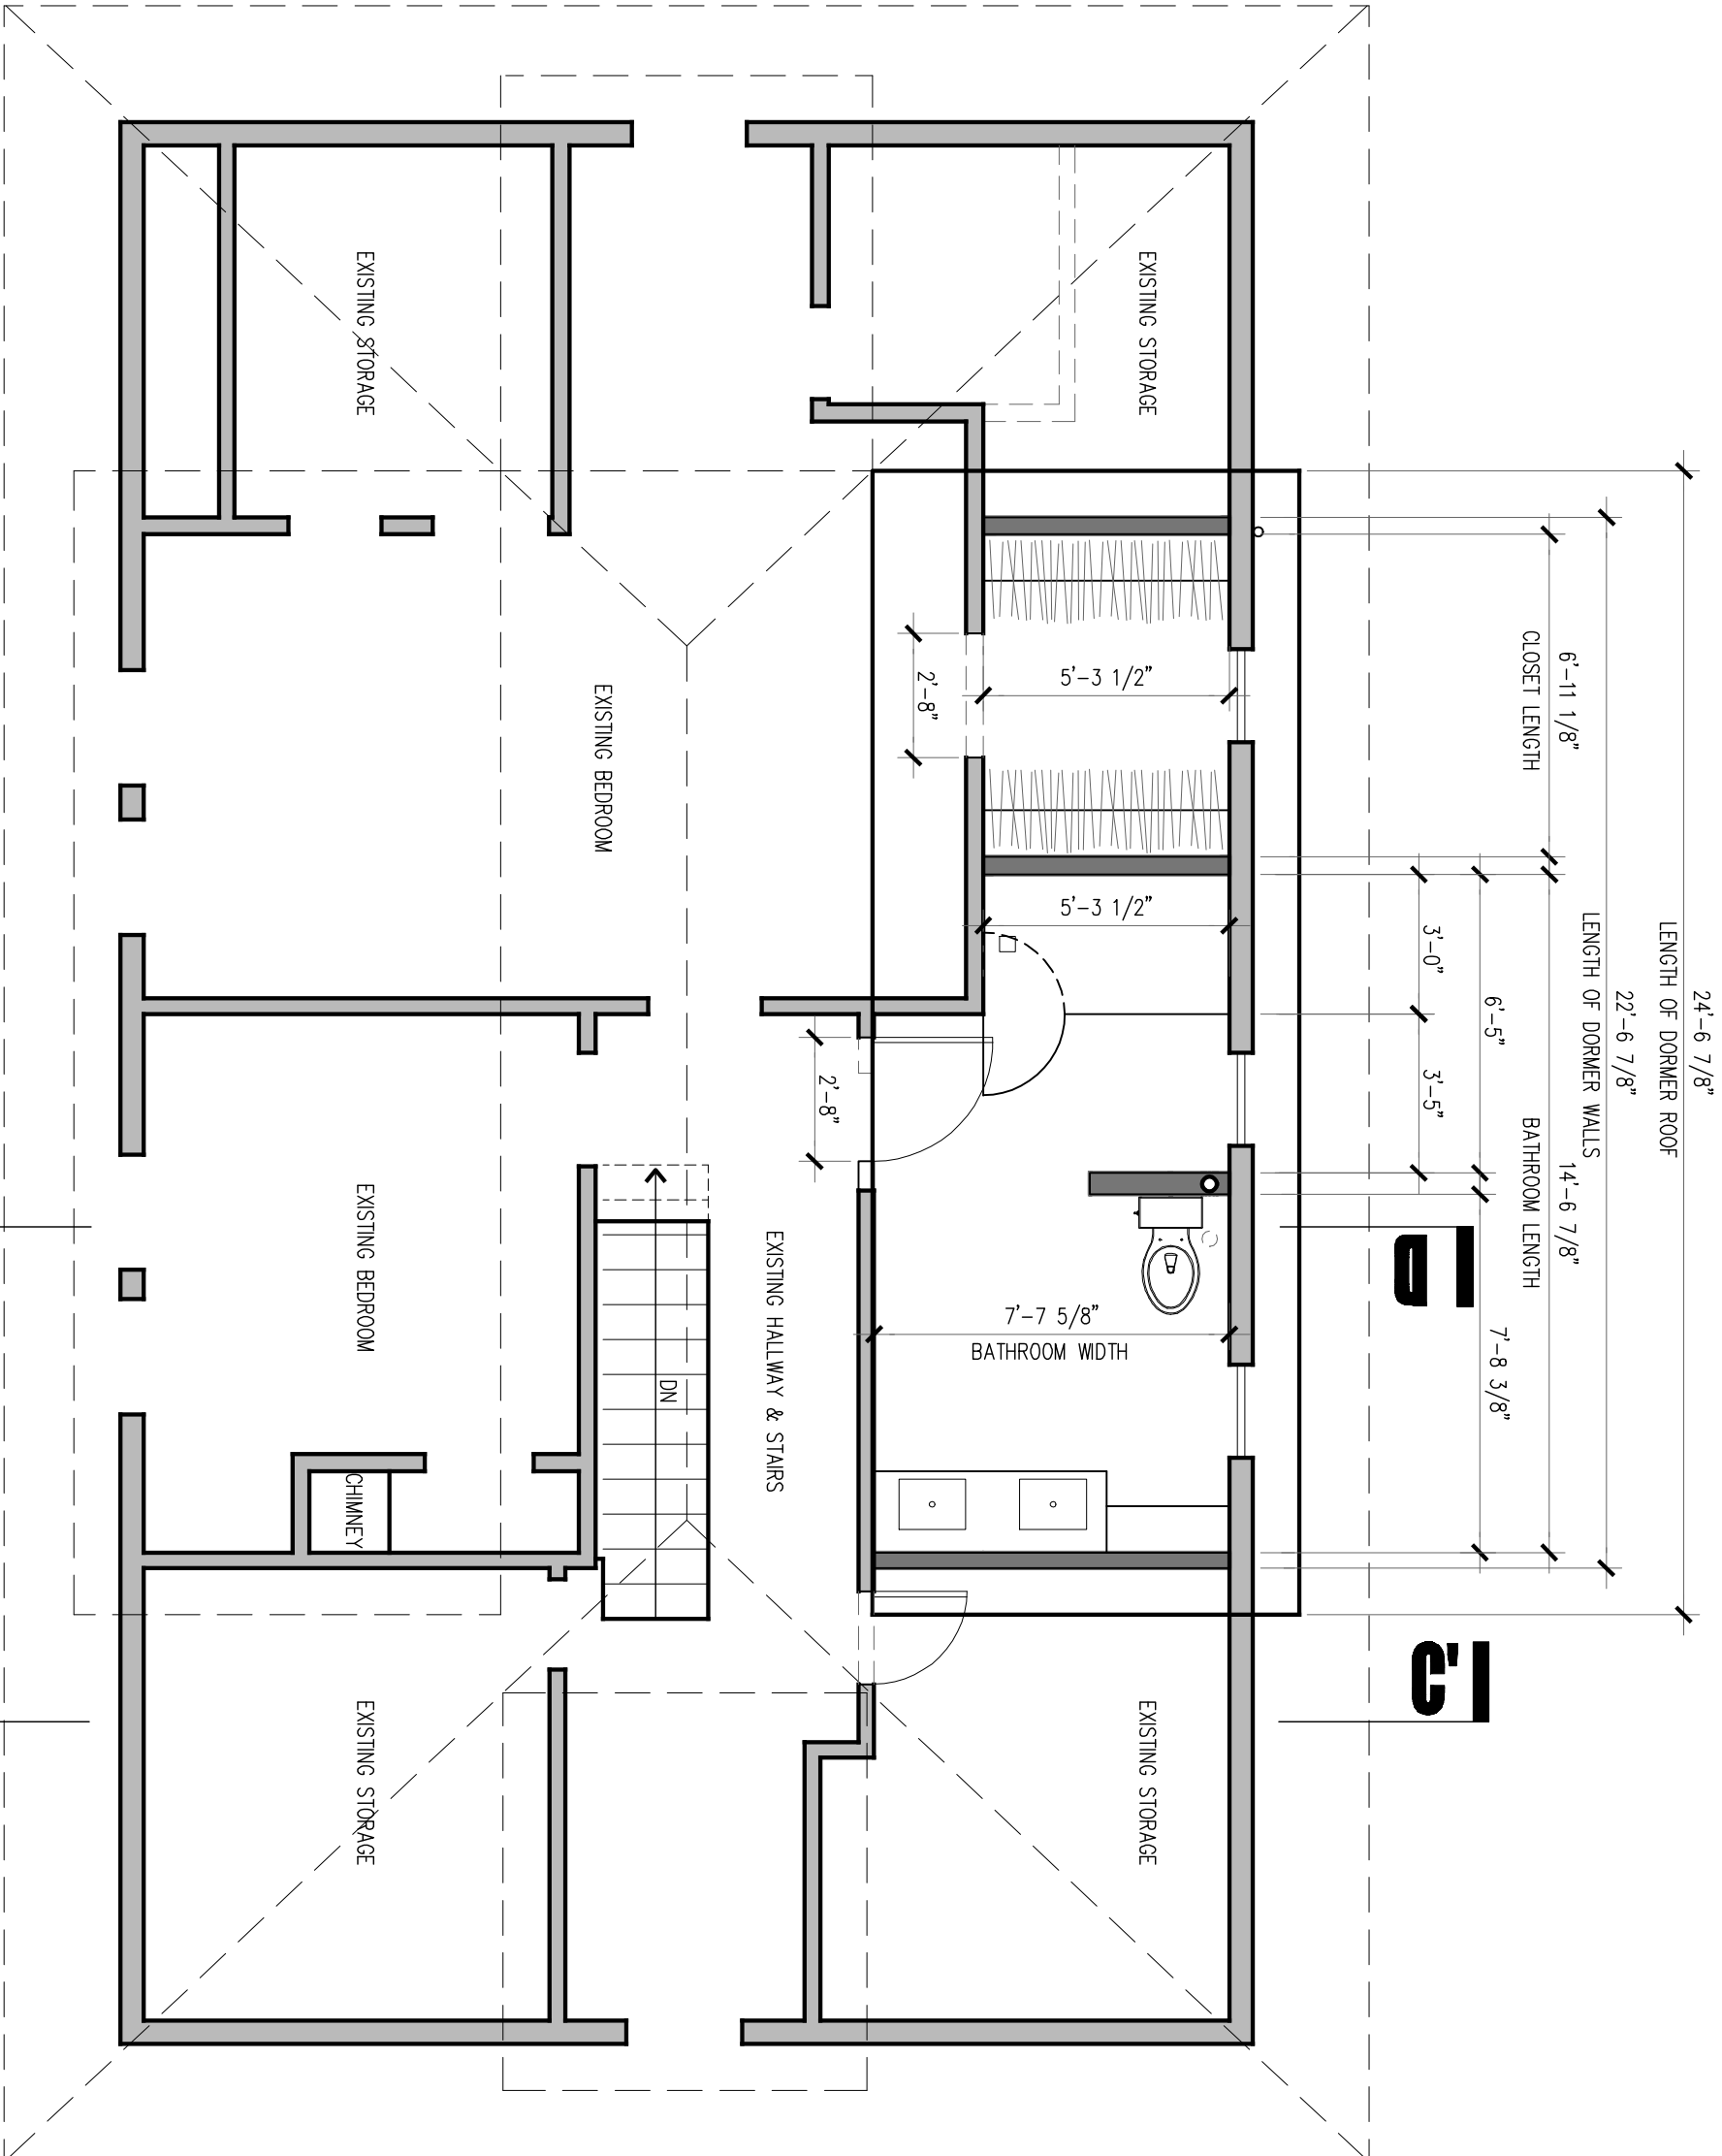 24'-6 7/8"
LENGTH OF DORMER ROOF
22'-6 7/8"
LENGTH OF DORMER WALLS
6'-11 1/8"
CLOSET LENGTH
14'-6 7/8"
BATHROOM LENGTH
6'-5"
7'-8 3/8"
3'-0"
3'-5"
EXISTING STORAGE
EXISTING STORAGE
5'-3 1/2"
2'-8"
5'-3 1/2"
EXISTING BEDROOM
2'-8"
7'-7 5/8"
BATHROOM WIDTH
EXISTING HALLWAY & STAIRS
DN
EXISTING BEDROOM
CHIMNEY
EXISTING STORAGE
EXISTING STORAGE
C'